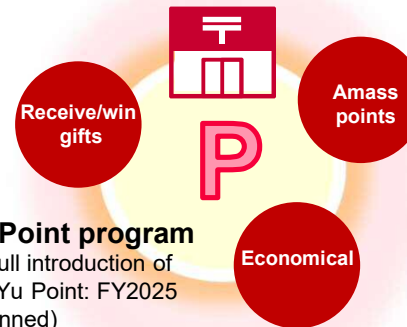 〒
Receive/win
gifts
Amass
points
P
Point program
ull introduction of
Yu Point: FY2025
nned)
Economical